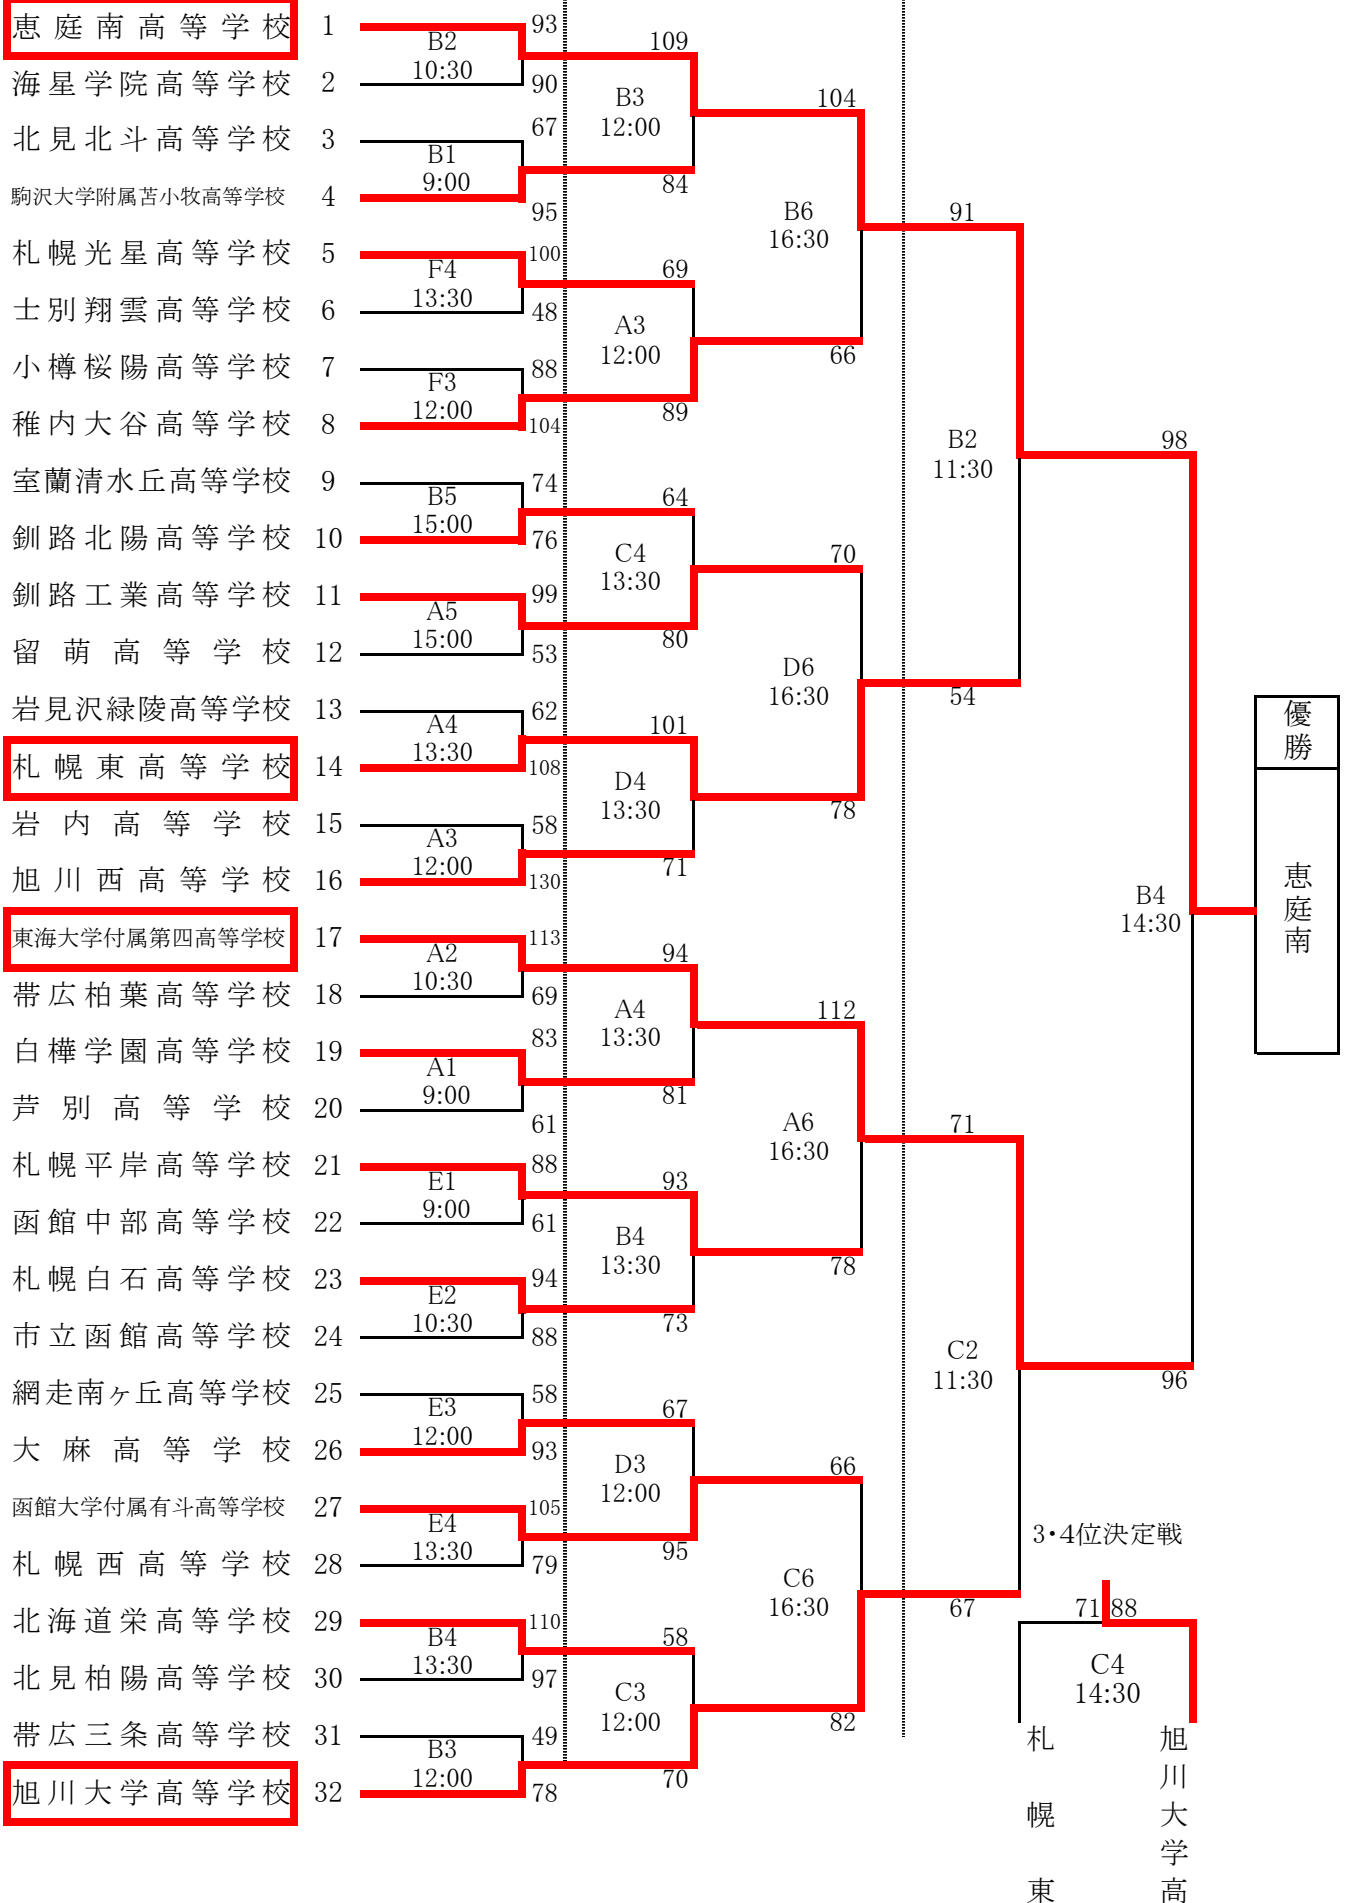 恵庭南高等学校 1
海星学院高等学校 2
北見北斗高等学校 3
駒沢大学附属苫小牧高等学校 4
札幌光星高等学校 5
士別翔雲高等学校 6
小樽桜陽高等学校 7
稚内大谷高等学校 8
室蘭清水丘高等学校 9
釧路北陽高等学校 10
釧路工業高等学校 11
留萌高等学校 12
岩見沢緑陵高等学校 13
札幌東高等学校 14
岩内高等学校 15
旭川西高等学校 16
東海大学付属第四高等学校 17
帯広柏葉高等学校 18
白樺学園高等学校 19
芦別高等学校 20
札幌平岸高等学校 21
函館中部高等学校 22
札幌白石高等学校 23
市立函館高等学校 24
網走南ヶ丘高等学校 25
大麻高等学校 26
函館大学付属有斗高等学校 27
札幌西高等学校 28
北海道栄高等学校 29
北見柏陽高等学校 30
帯広三条高等学校 31
旭川大学高等学校 32
93
B2
10:30
90
67
B1
9:00
95
100
F4
13:30
48
88
F3
12:00
104
74
B5
15:00
76
99
A5
15:00
53
62
A4
13:30
108
58
A3
12:00
130
113
A2
10:30
69
83
A1
9:00
61
88
E1
9:00
61
94
E2
10:30
88
58
E3
12:00
93
105
E4
13:30
79
110
B4
13:30
97
49
B3
12:00
78
109
B3
12:00
84
69
A3
12:00
89
64
C4
13:30
80
101
D4
13:30
71
94
A4
13:30
81
93
B4
13:30
73
67
D3
12:00
95
58
C3
12:00
70
104
B6
16:30
66
70
D6
16:30
78
112
A6
16:30
78
66
C6
16:30
82
91
B2
11:30
54
71
C2
11:30
67
98
B4
14:30
96
優勝
恵庭南
3・4位決定戦
71 88
C4
14:30
札幌東
旭川大学高